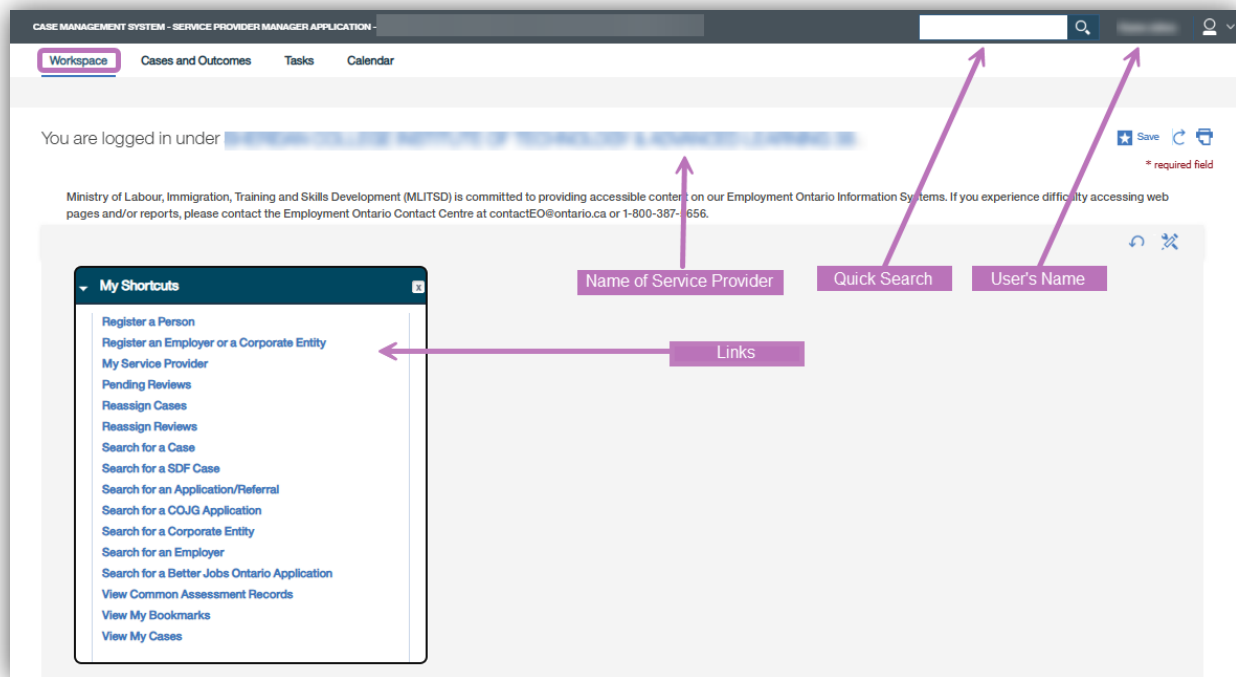 CASE MANAGEMENT SYSTEM - SERVICE PROVIDER MANAGER APPLICATION -
Workspace Cases and Outcomes Tasks Calendar
You are logged in under
Save
* required field
Ministry of Labour, Immigration, Training and Skills Development (MLITSD) is committed to providing accessible content on our Employment Ontario Information Systems. If you experience difficulty accessing web
pages and/or reports, please contact the Employment Ontario Contact Centre at contactEO@ontario.ca or 1-800-387-5656.
Name of Service Provider Quick Search User's Name
My Shortcuts x
Register a Person
Register an Employer or a Corporate Entity
Links
My Service Provider
Pending Reviews
Reassign Cases
Reassign Reviews
Search for a Case
Search for a SDF Case
Search for an Application/Referral
Search for a COJG Application
Search for a Corporate Entity
Search for an Employer
Search for a Better Jobs Ontario Application
View Common Assessment Records
View My Bookmarks
View My Cases